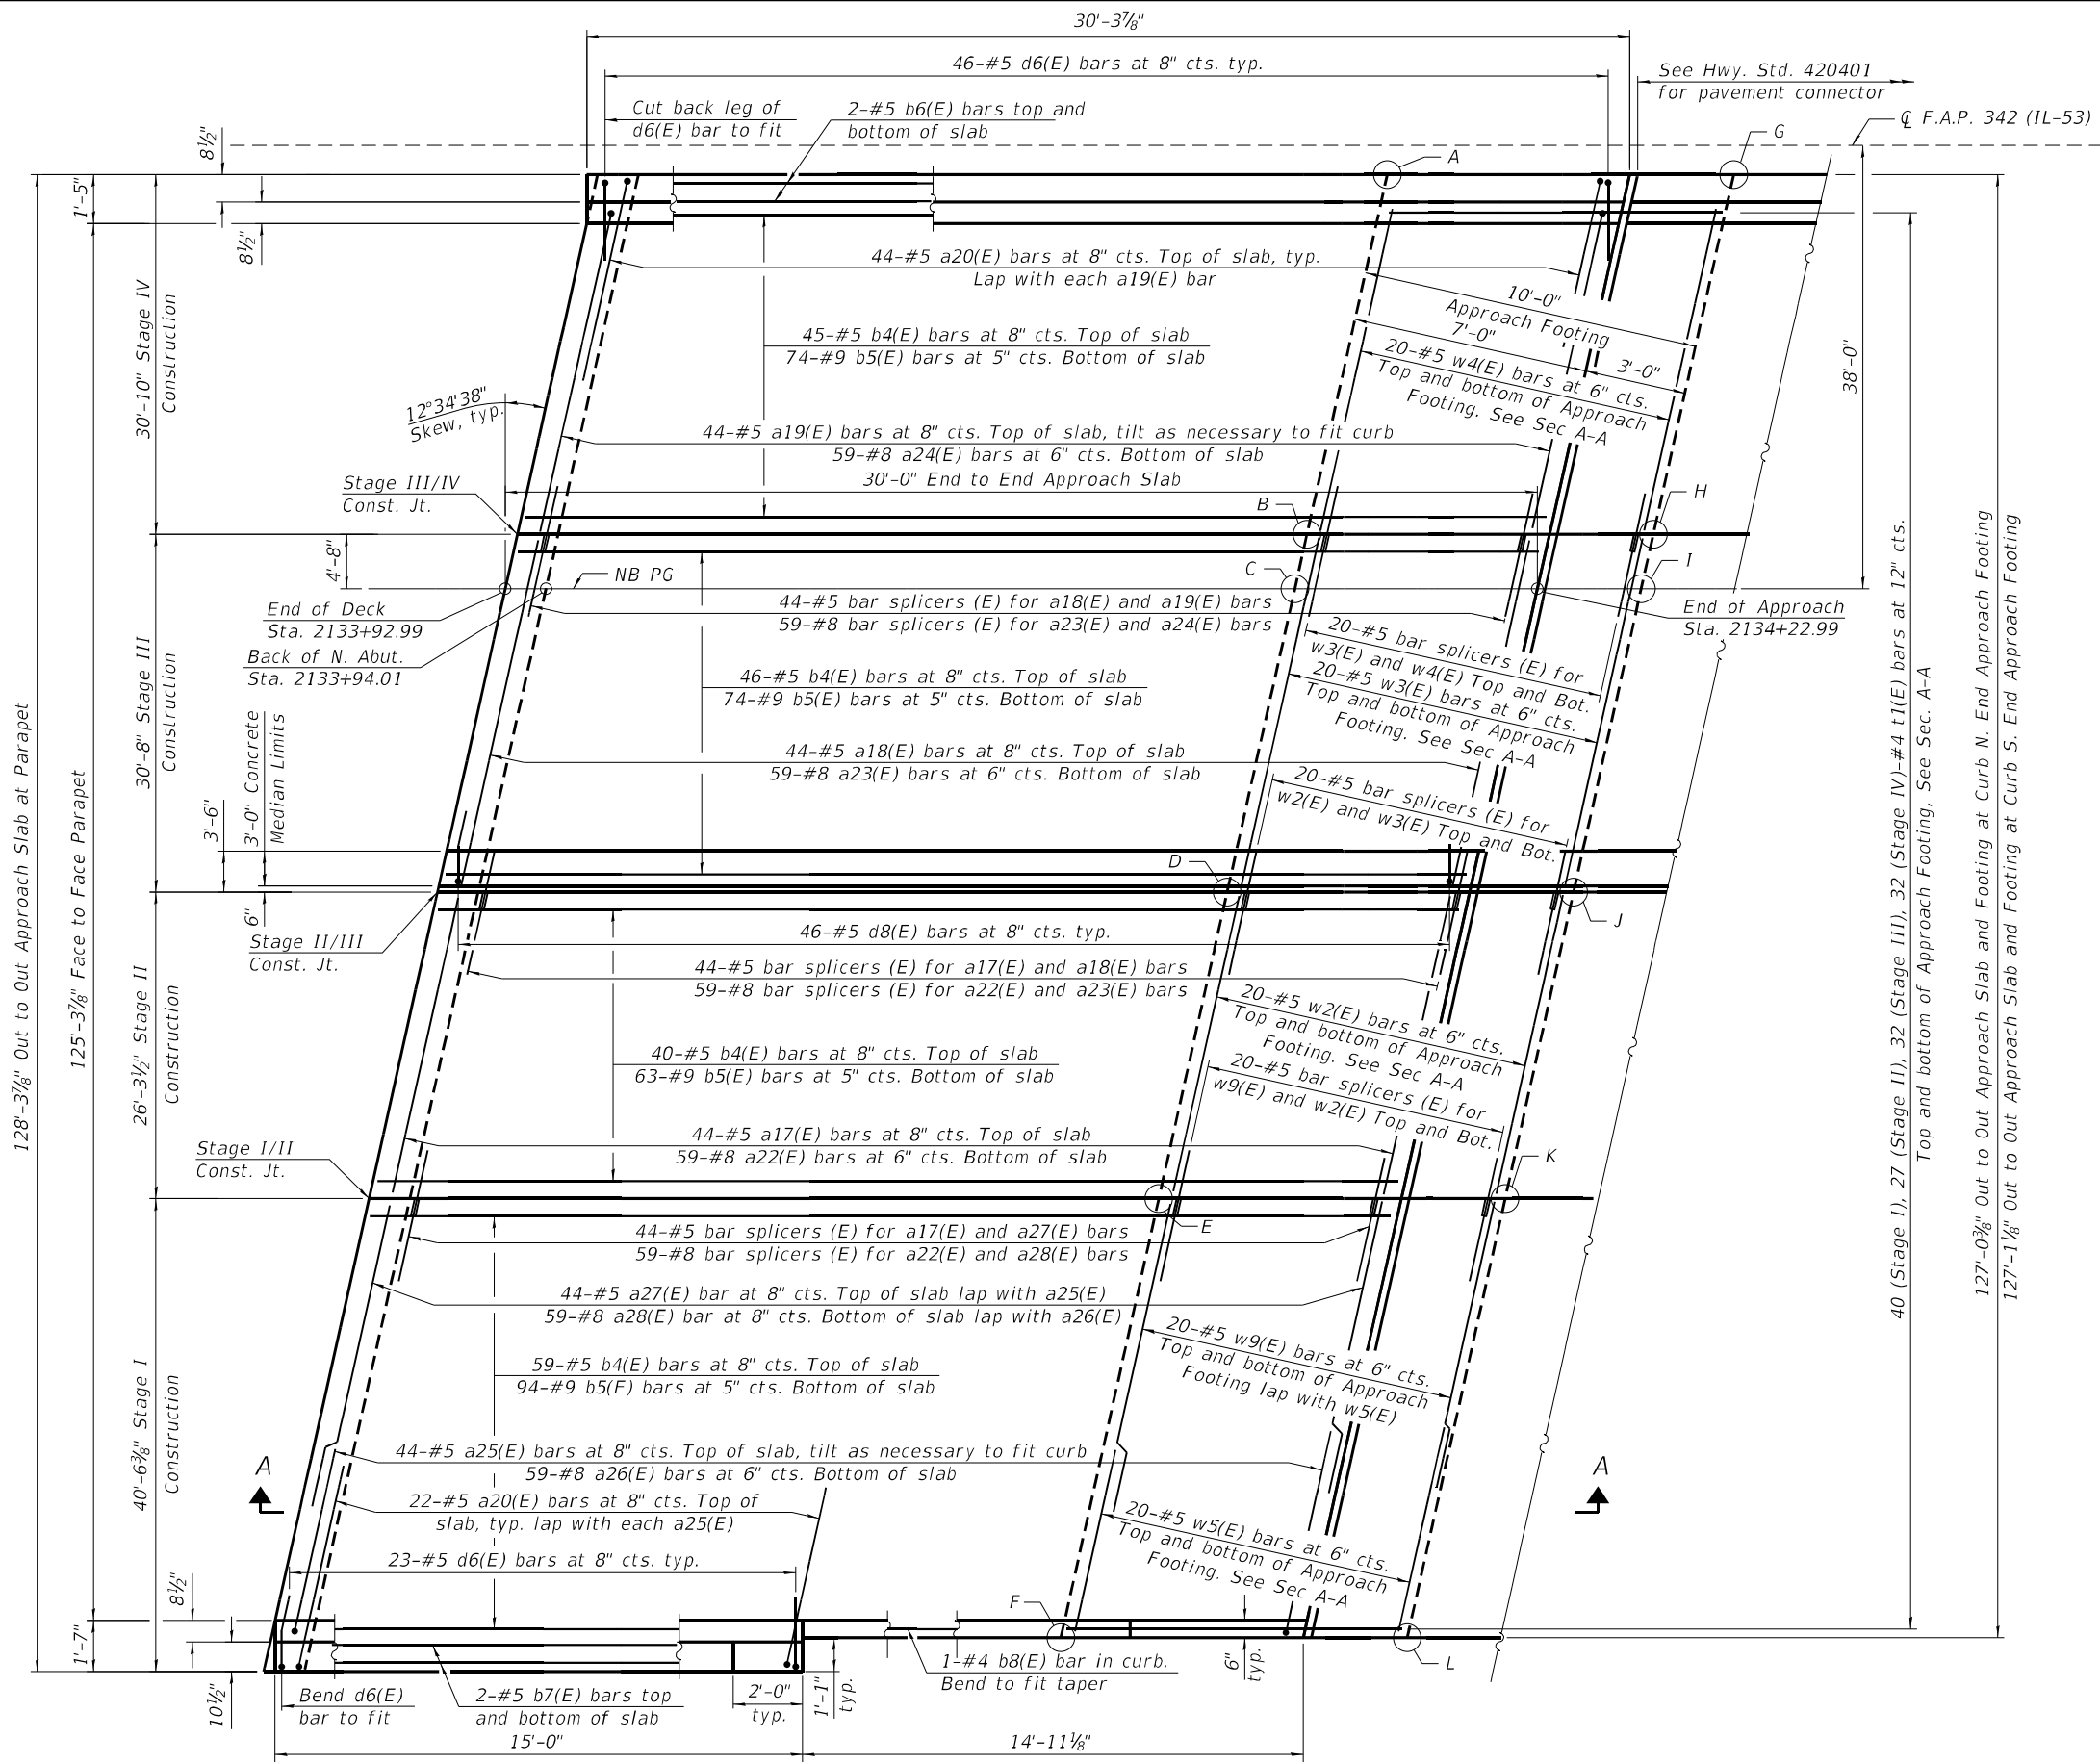 30'-3⅞"
46-#5 d6(E) bars at 8" cts. typ.
See Hwy. Std. 420401
for pavement connector
Cut back leg of
d6(E) bar to fit
2-#5 b6(E) bars top and
bottom of slab
℄ F.A.P. 342 (IL-53)
G
A
8½"
1'-5"
8½"
44-#5 a20(E) bars at 8" cts. Top of slab, typ.
Lap with each a19(E) bar
10'-0"
Approach Footing
7'-0"
3'-0"
45-#5 b4(E) bars at 8" cts. Top of slab
74-#9 b5(E) bars at 5" cts. Bottom of slab
20-#5 w4(E) bars at 6" cts.
Top and bottom of Approach
Footing. See Sec A-A
38'-0"
30'-10" Stage IV
Construction
12°34'38"
Skew, typ.
44-#5 a19(E) bars at 8" cts. Top of slab, tilt as necessary to fit curb
59-#8 a24(E) bars at 6" cts. Bottom of slab
30'-0" End to End Approach Slab
Stage III/IV
Const. Jt.
B
H
4'-8"
NB PG
C
I
End of Deck
Sta. 2133+92.99
44-#5 bar splicers (E) for a18(E) and a19(E) bars
59-#8 bar splicers (E) for a23(E) and a24(E) bars
End of Approach
Sta. 2134+22.99
Back of N. Abut.
Sta. 2133+94.01
20-#5 bar splicers (E) for
w3(E) and w4(E) Top and Bot.
20-#5 w3(E) bars at 6" cts.
Top and bottom of Approach
Footing. See Sec A-A
30'-8" Stage III
Construction
46-#5 b4(E) bars at 8" cts. Top of slab
74-#9 b5(E) bars at 5" cts. Bottom of slab
3'-6"
3'-0" Concrete
Median Limits
44-#5 a18(E) bars at 8" cts. Top of slab
59-#8 a23(E) bars at 6" cts. Bottom of slab
20-#5 bar splicers (E) for
w2(E) and w3(E) Top and Bot.
D
J
6"
Stage II/III
Const. Jt.
46-#5 d8(E) bars at 8" cts. typ.
44-#5 bar splicers (E) for a17(E) and a18(E) bars
59-#8 bar splicers (E) for a22(E) and a23(E) bars
20-#5 w2(E) bars at 6" cts.
Top and bottom of Approach
Footing. See Sec A-A
26'-3½" Stage II
Construction
40-#5 b4(E) bars at 8" cts. Top of slab
63-#9 b5(E) bars at 5" cts. Bottom of slab
20-#5 bar splicers (E) for
w9(E) and w2(E) Top and Bot.
44-#5 a17(E) bars at 8" cts. Top of slab
59-#8 a22(E) bars at 6" cts. Bottom of slab
Stage I/II
Const. Jt.
K
E
44-#5 bar splicers (E) for a17(E) and a27(E) bars
59-#8 bar splicers (E) for a22(E) and a28(E) bars
44-#5 a27(E) bar at 8" cts. Top of slab lap with a25(E)
59-#8 a28(E) bar at 8" cts. Bottom of slab lap with a26(E)
20-#5 w9(E) bars at 6" cts.
Top and bottom of Approach
Footing lap with w5(E)
59-#5 b4(E) bars at 8" cts. Top of slab
94-#9 b5(E) bars at 5" cts. Bottom of slab
40'-6⅜" Stage I
Construction
44-#5 a25(E) bars at 8" cts. Top of slab, tilt as necessary to fit curb
59-#8 a26(E) bars at 6" cts. Bottom of slab
A
A
22-#5 a20(E) bars at 8" cts. Top of
slab, typ. lap with each a25(E)
20-#5 w5(E) bars at 6" cts.
Top and bottom of Approach
Footing. See Sec A-A
23-#5 d6(E) bars at 8" cts. typ.
8½"
1'-7"
10½"
F
L
Bend d6(E)
bar to fit
2-#5 b7(E) bars top
and bottom of slab
2'-0"
typ.
1'-1"
typ.
1-#4 b8(E) bar in curb.
Bend to fit taper
6"
typ.
15'-0"
14'-11⅛"
128'-3⅞" Out to Out Approach Slab at Parapet
125'-3⅞" Face to Face Parapet
40 (Stage I), 27 (Stage II), 32 (Stage III), 32 (Stage IV)-#4 t1(E) bars at 12" cts.
Top and bottom of Approach Footing, See Sec. A-A
127'-0⅜" Out to Out Approach Slab and Footing at Curb N. End Approach Footing
127'-1⅛" Out to Out Approach Slab and Footing at Curb S. End Approach Footing